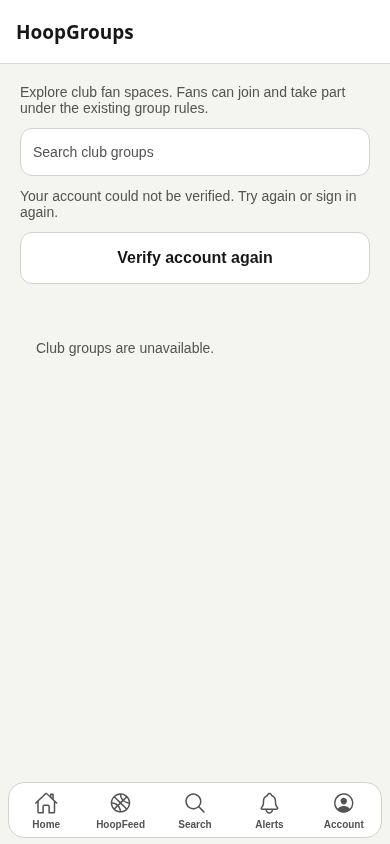 HoopGroups
Explore club fan spaces. Fans can join and take part
under the existing group rules.
Search club groups
Your account could not be verified. Try again or sign in
again.
Verify account again
Club groups are unavailable.
Home HoopFeed Search Alerts Account